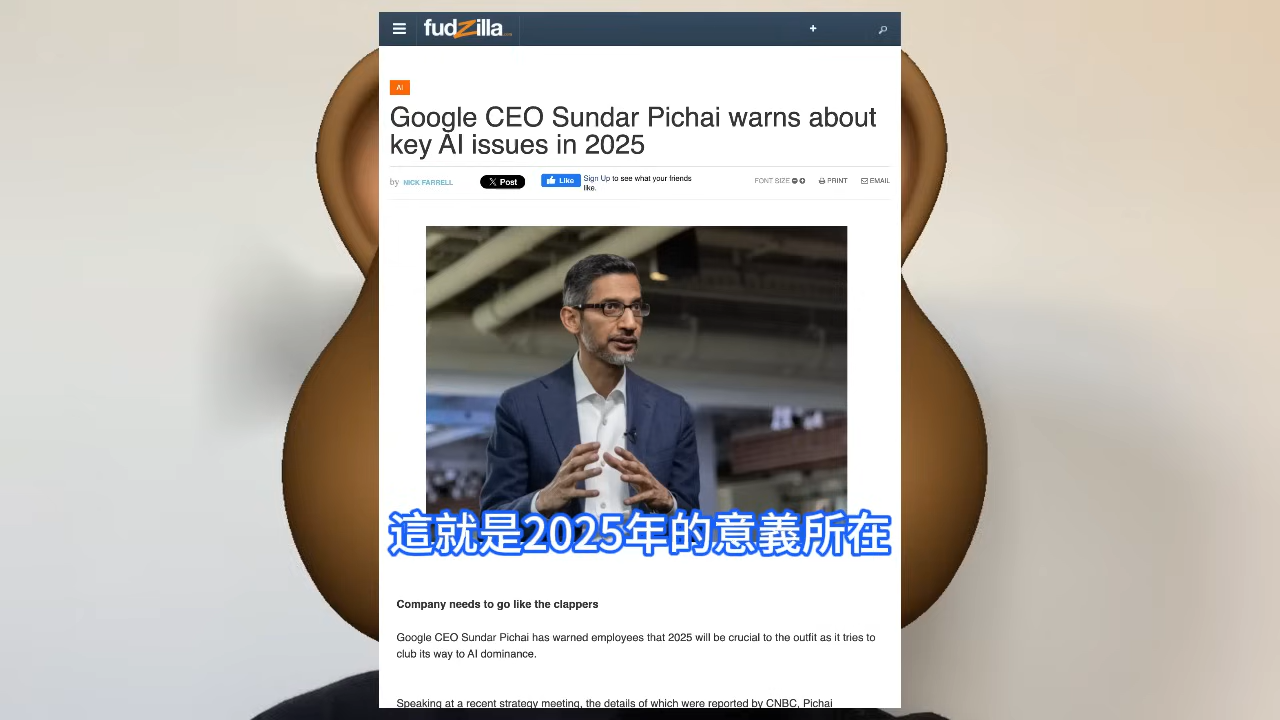 fudzilla
AI
Google CEO Sundar Pichai warns about
key AI issues in 2025
by NICK FARRELL
Post
Like
Sign Up to see what your friends
like.
FONT SIZE
PRINT
EMAIL
這就是2025年的意義所在
Company needs to go like the clappers
Google CEO Sundar Pichai has warned employees that 2025 will be crucial to the outfit as it tries to
club its way to AI dominance.
Speaking at a recent strategy meeting, the details of which were reported by CNBC, Pichai